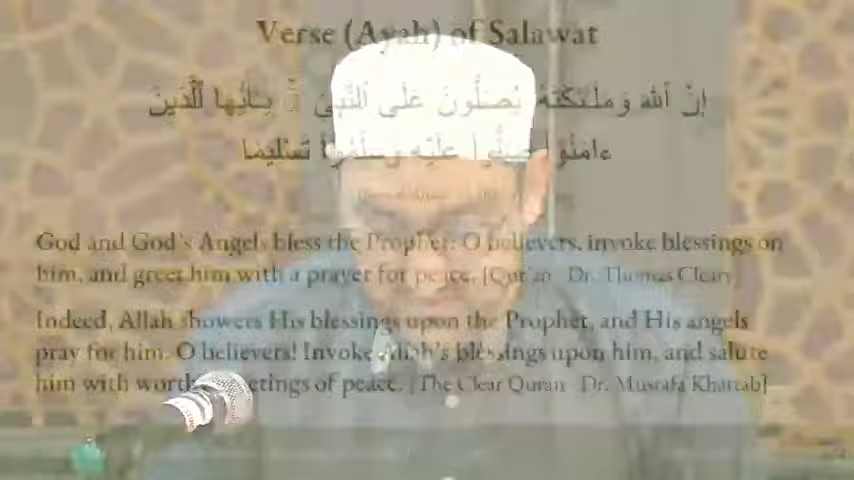 Verse (Ayah) of Salawat
إِنَّ ٱللَّهَ وَمَلَـٰٓئِكَتَهُۥ يُصَلُّونَ عَلَى ٱلنَّبِىِّ ۚ يَـٰٓأَيُّهَا ٱلَّذِينَ
ءَامَنُوا۟ صَلُّوا۟ عَلَيْهِ وَسَلِّمُوا۟ تَسْلِيمًا
God and God's Angels bless the Prophet: O believers, invoke blessings on
him, and greet him with a prayer for peace. [Qur'an - Dr. Thomas Cleary]
Indeed, Allah showers His blessings upon the Prophet, and His angels
pray for him. O believers! Invoke Allah's blessings upon him, and salute
him with of peace. [The Clear Quran - Dr. Mustafa Khattab]